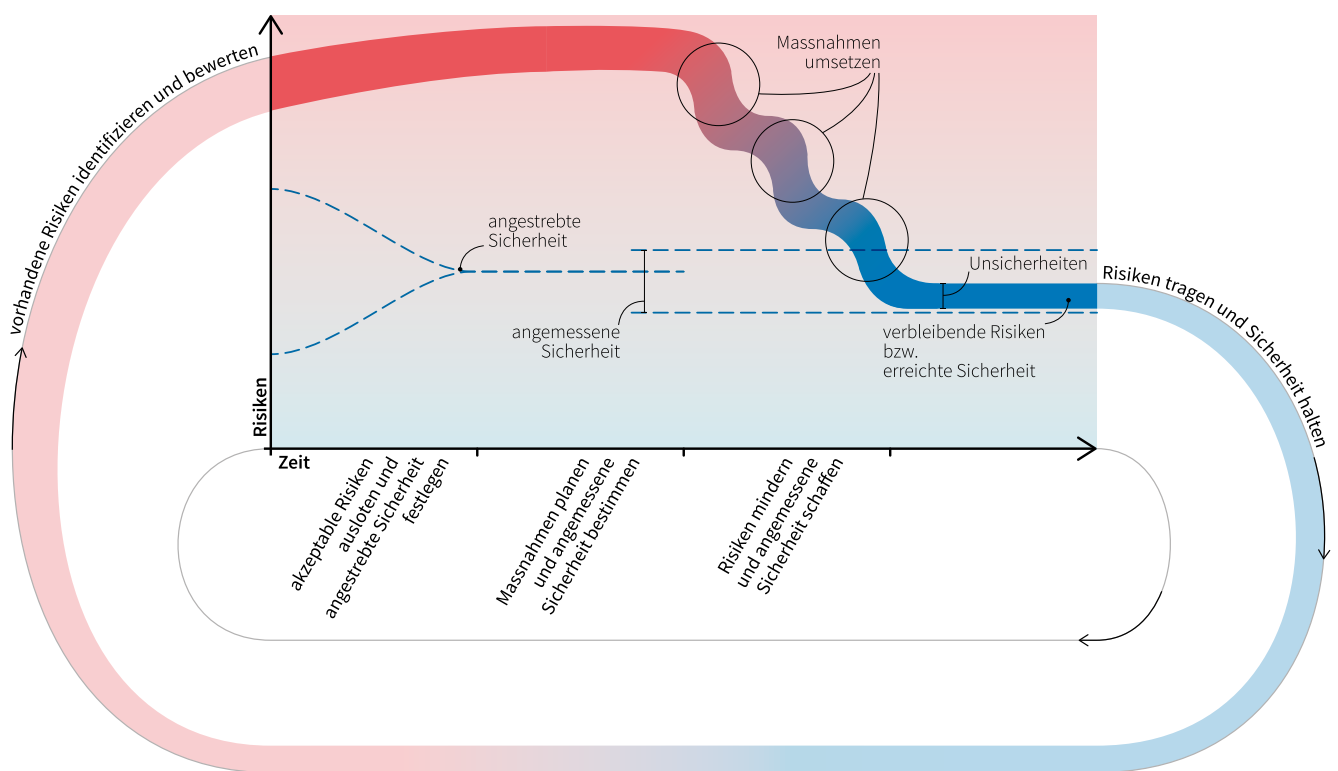 vorhandene Risiken identifizieren und bewerten
Massnahmen
umsetzen
angestrebte
Sicherheit
Unsicherheiten
Risiken tragen und Sicherheit halten
angemessene
Sicherheit
verbleibende Risiken
bzw.
erreichte Sicherheit
Risiken
Zeit
akzeptable Risiken
ausloten und
angestrebte Sicherheit
festlegen
Massnahmen planen
und angemessene
Sicherheit bestimmen
Risiken mindern
und angemessene
Sicherheit schaffen